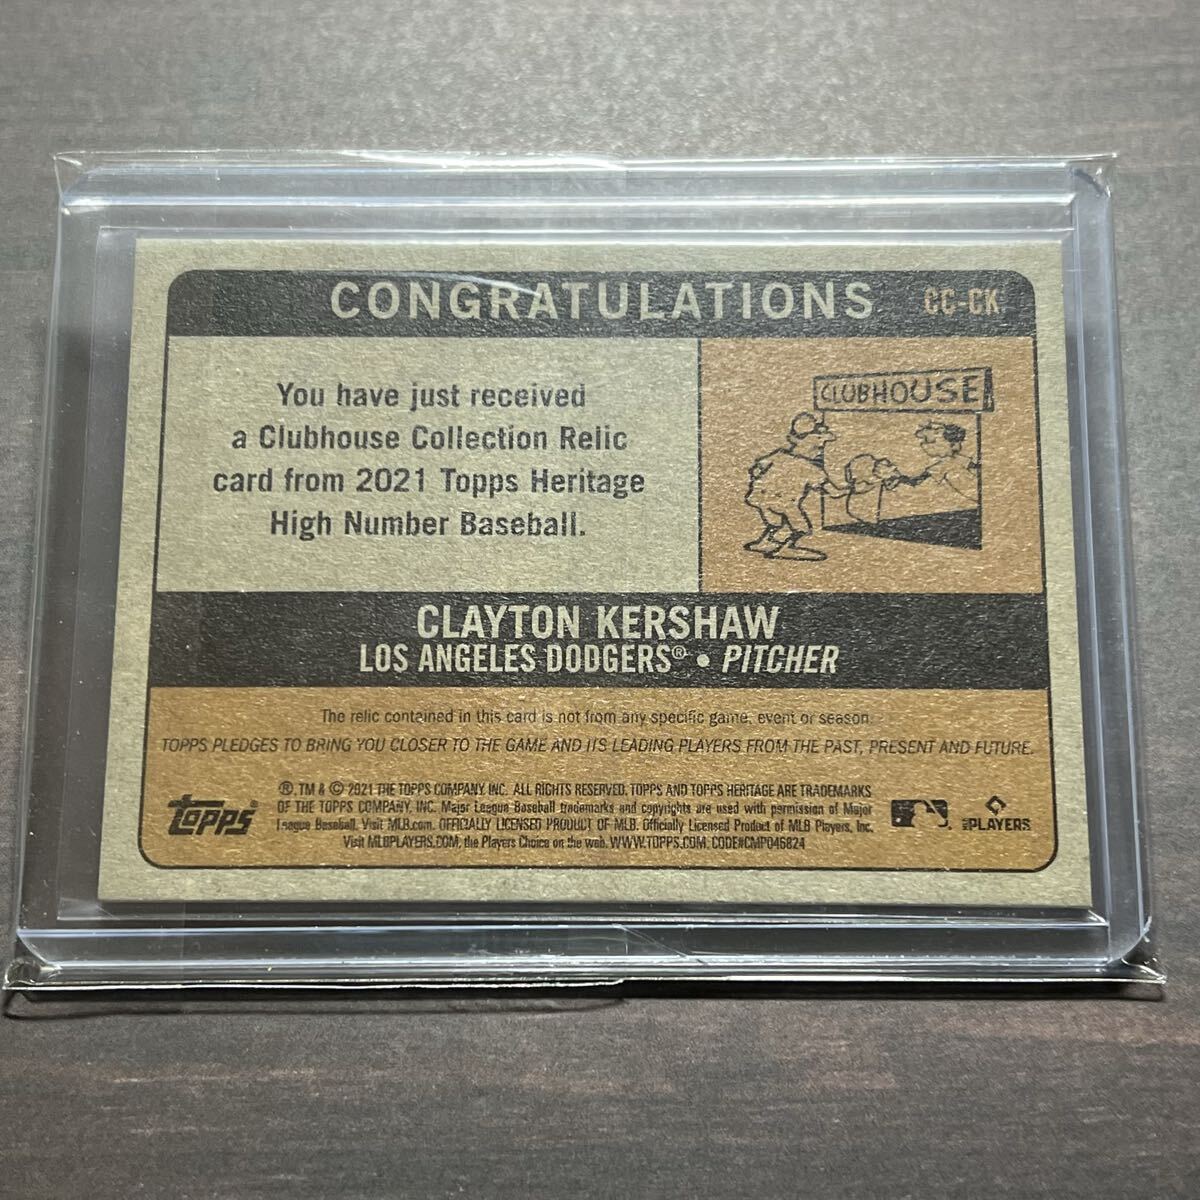 CONGRATULATIONS
CC-CK
You have just received
a Clubhouse Collection Relic
card from 2021 Topps Heritage
High Number Baseball.
CLUBHOUSE
CLAYTON KERSHAW
LOS ANGELES DODGERS® • PITCHER
The relic contained in this card is not from any specific game, event or season.
TOPPS PLEDGES TO BRING YOU CLOSER TO THE GAME AND ITS LEADING PLAYERS FROM THE PAST, PRESENT AND FUTURE.
topps
®, TM & © 2021 THE TOPPS COMPANY, INC. ALL RIGHTS RESERVED. TOPPS AND TOPPS HERITAGE ARE TRADEMARKS
OF THE TOPPS COMPANY, INC. Major League Baseball trademarks and copyrights are used with permission of Major
League Baseball. Visit MLB.com. OFFICIALLY LICENSED PRODUCT OF MLB. Officially Licensed Product of MLB Players, Inc.
Visit MLBPLAYERS.COM, the Players Choice on the web. WWW.TOPPS.COM. CODE#CMP046824
MLBPLAYERS